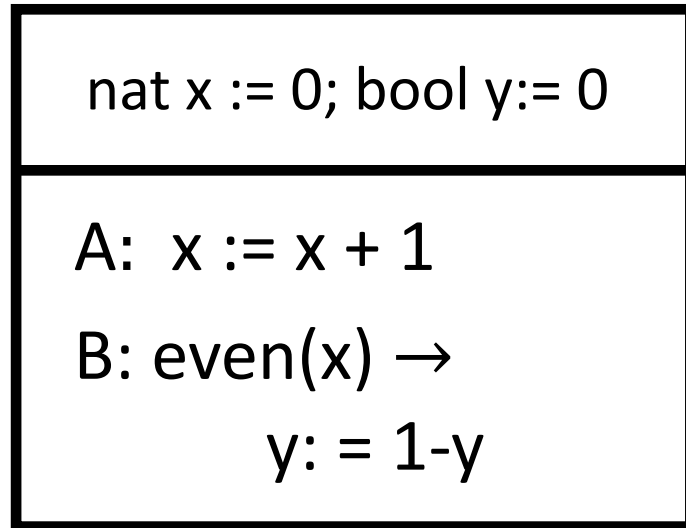 nat x := 0; bool y:= 0
A: x := x + 1
B: even(x) →
y: = 1-y